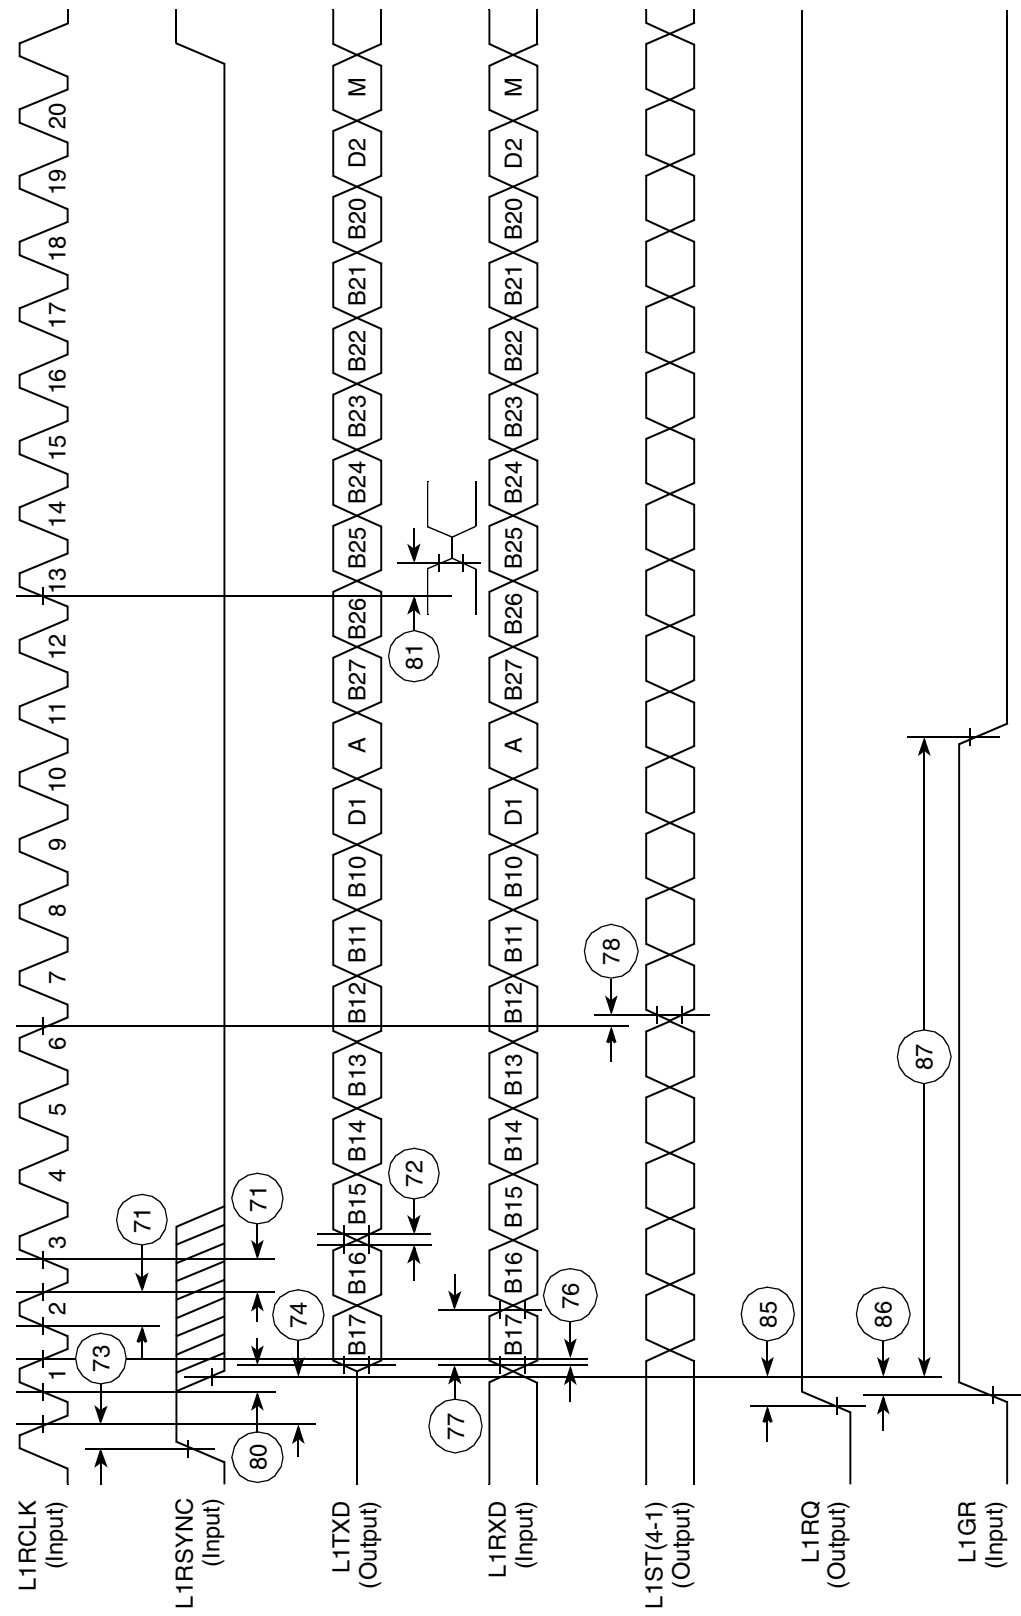 L1RCLK
(Input)
1 2 3 4 5 6 7 8 9 10 11 12 13 14 15 16 17 18 19 20
73
71
L1RSYNC
(Input)
80
74
71
L1TXD
(Output)
B17 B16 B15 B14 B13 B12 B11 B10 D1 A B27 B26 B25 B24 B23 B22 B21 B20 D2 M
72
81
77
L1RXD
(Input)
B17 B16 B15 B14 B13 B12 B11 B10 D1 A B27 B26 B25 B24 B23 B22 B21 B20 D2 M
76
78
L1ST(4-1)
(Output)
85
L1RQ
(Output)
86
87
L1GR
(Input)